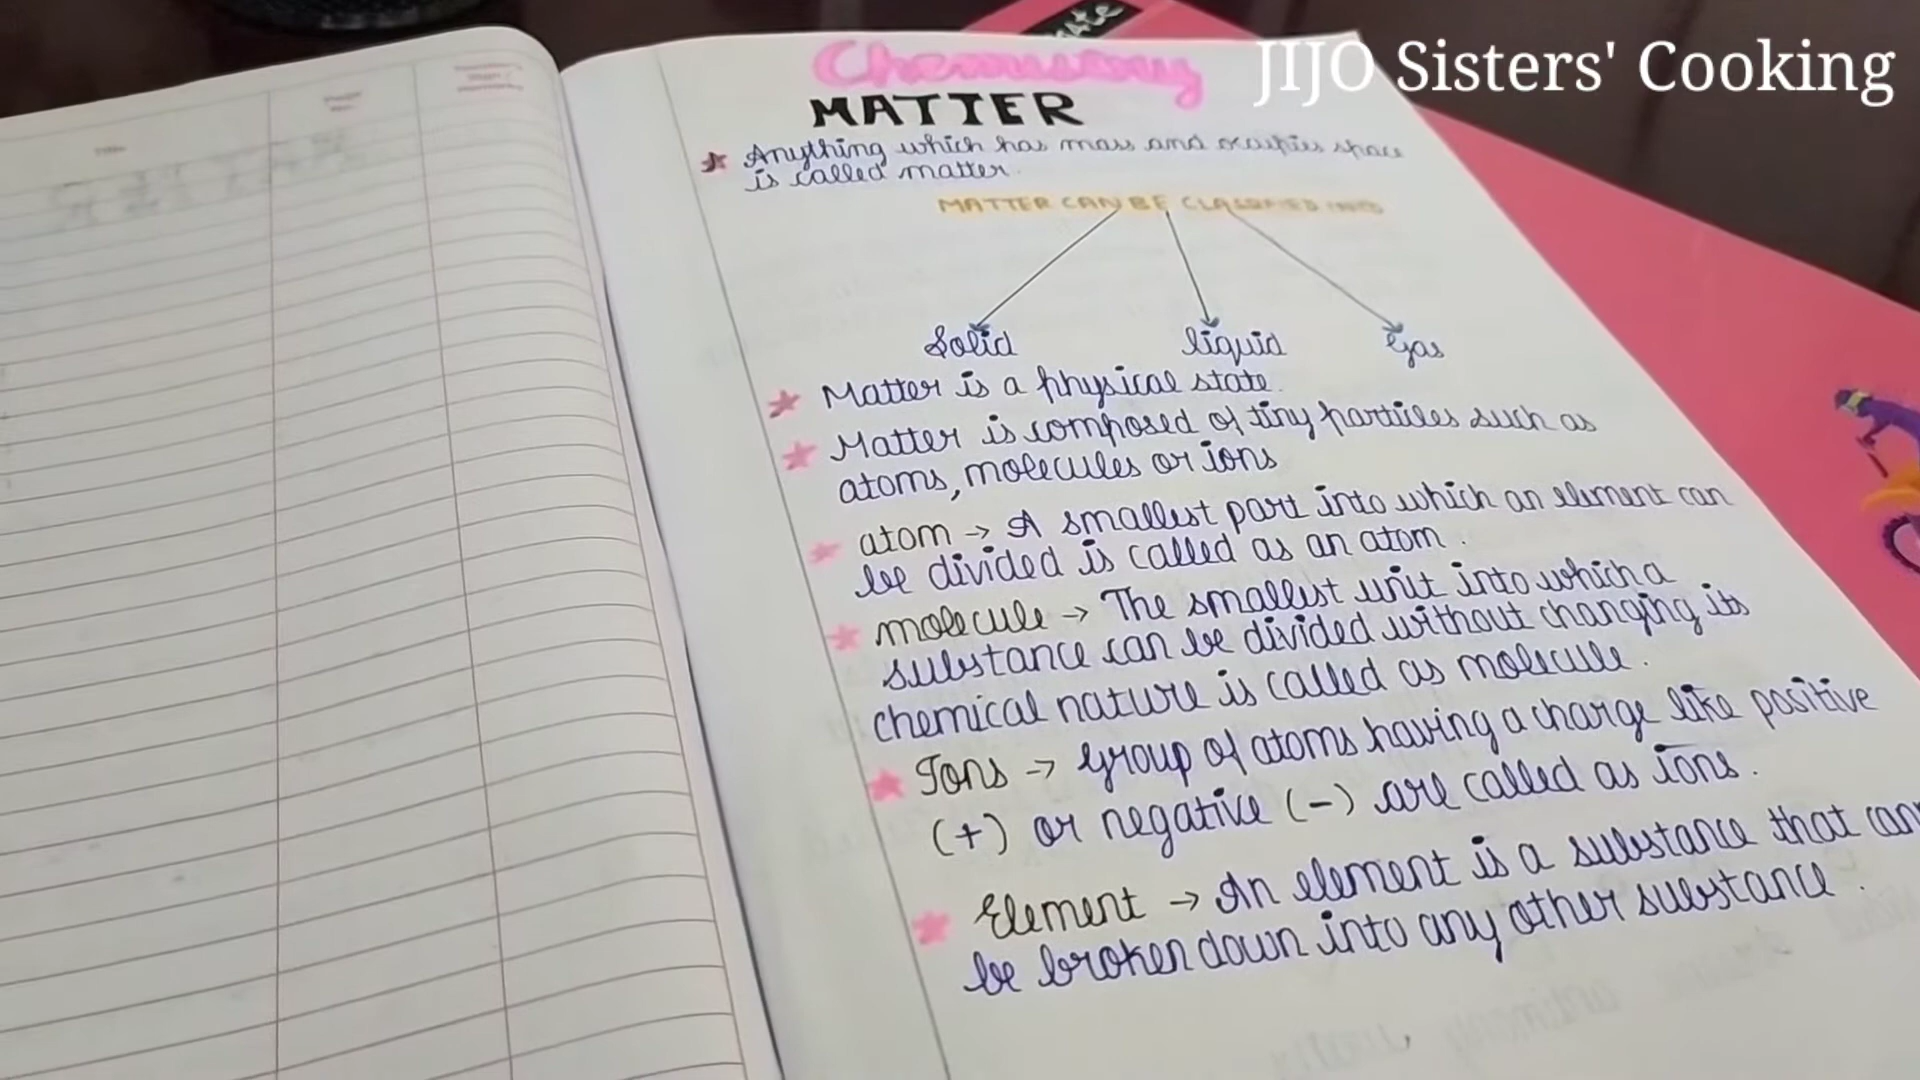 JIJO Sisters' Cooking
Chemistry
MATTER
Anything which has mass and occupies space
is called matter.
MATTER CAN BE CLASSIFIED INTO
Solid liquid Gas
Matter is a physical state.
Matter is composed of tiny particles such as
atoms, molecules or ions
atom → A smallest part into which an element can
be divided is called as an atom.
molecule → The smallest unit into which a
substance can be divided without changing its
chemical nature is called as molecule.
Ions → Group of atoms having a charge like positive
(+) or negative (-) are called as ions.
Element → An element is a substance that can
be broken down into any other substance.